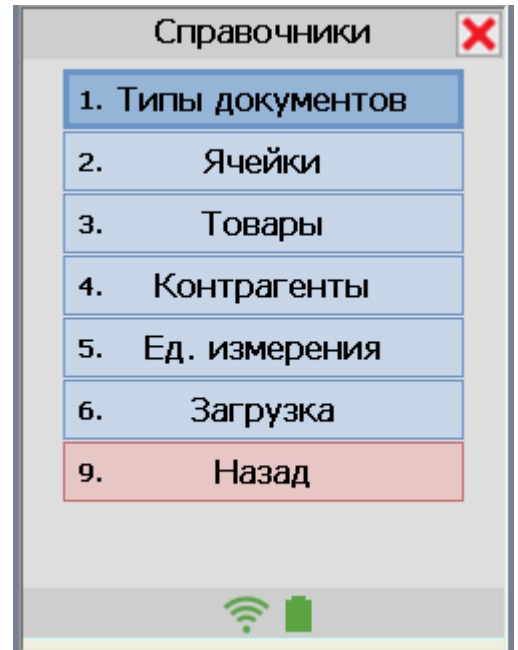 Справочники
1. Типы документов
2. Ячейки
3. Товары
4. Контрагенты
5. Ед. измерения
6. Загрузка
9. Назад